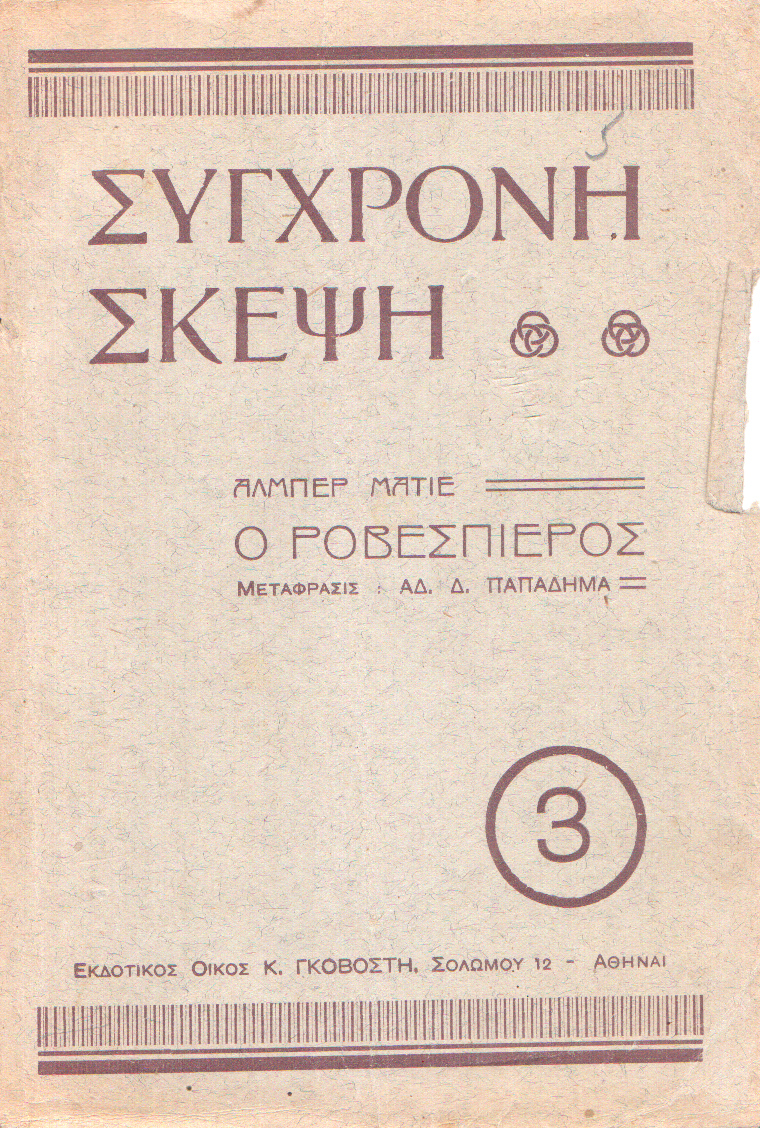 ΣΥΓΧΡΟΝΗ
ΣΚΕΨΗ
ΑΛΜΠΕΡ ΜΑΤΙΕ
Ο ΡΟΒΕΣΠΙΕΡΟΣ
ΜΕΤΑΦΡΑΣΙΣ : ΑΔ. Δ. ΠΑΠΑΔΗΜΑ
3
ΕΚΔΟΤΙΚΟΣ ΟΙΚΟΣ Κ. ΓΚΟΒΟΣΤΗ, ΣΟΛΩΜΟΥ 12 - ΑΘΗΝΑΙ